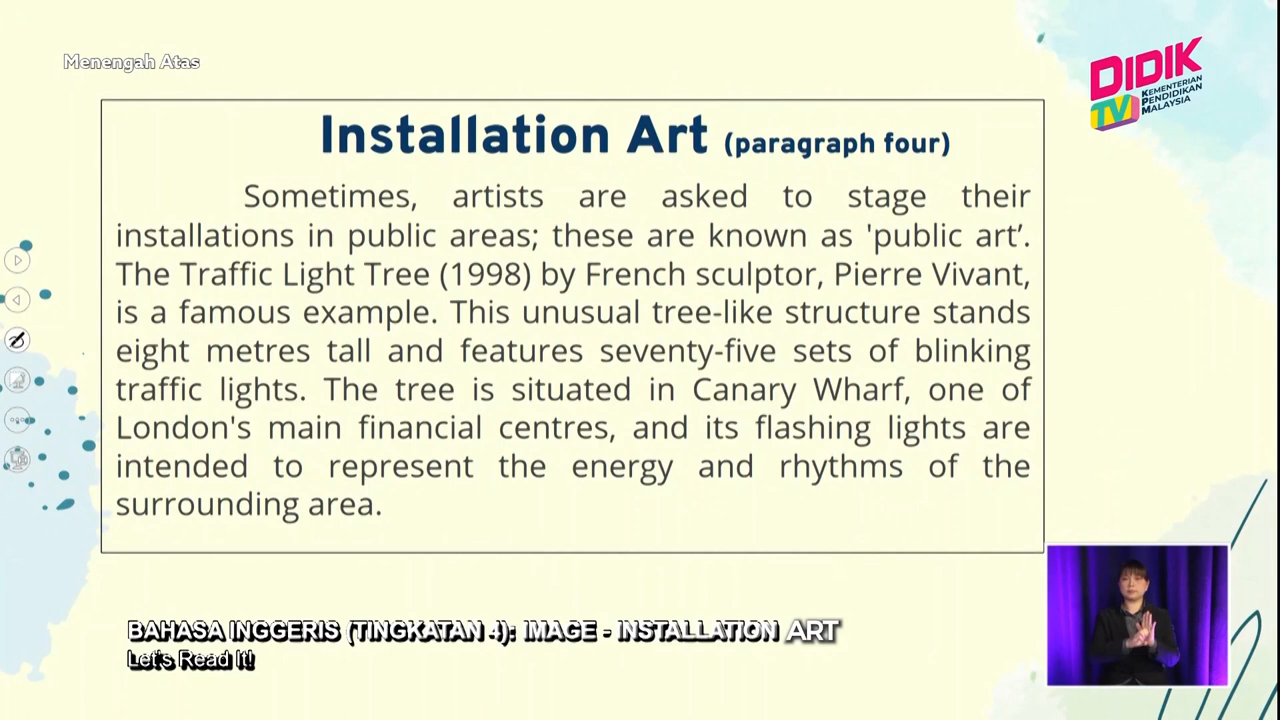 Menengah Atas
DIDIK
TV
KEMENTERIAN
PENDIDIKAN
MALAYSIA
Installation Art (paragraph four)
Sometimes, artists are asked to stage their
installations in public areas; these are known as 'public art’.
The Traffic Light Tree (1998) by French sculptor, Pierre Vivant,
is a famous example. This unusual tree-like structure stands
eight metres tall and features seventy-five sets of blinking
traffic lights. The tree is situated in Canary Wharf, one of
London's main financial centres, and its flashing lights are
intended to represent the energy and rhythms of the
surrounding area.
BAHASA INGGERIS (TINGKATAN 4): IMAGE - INSTALLATION ART
Let's Read It!